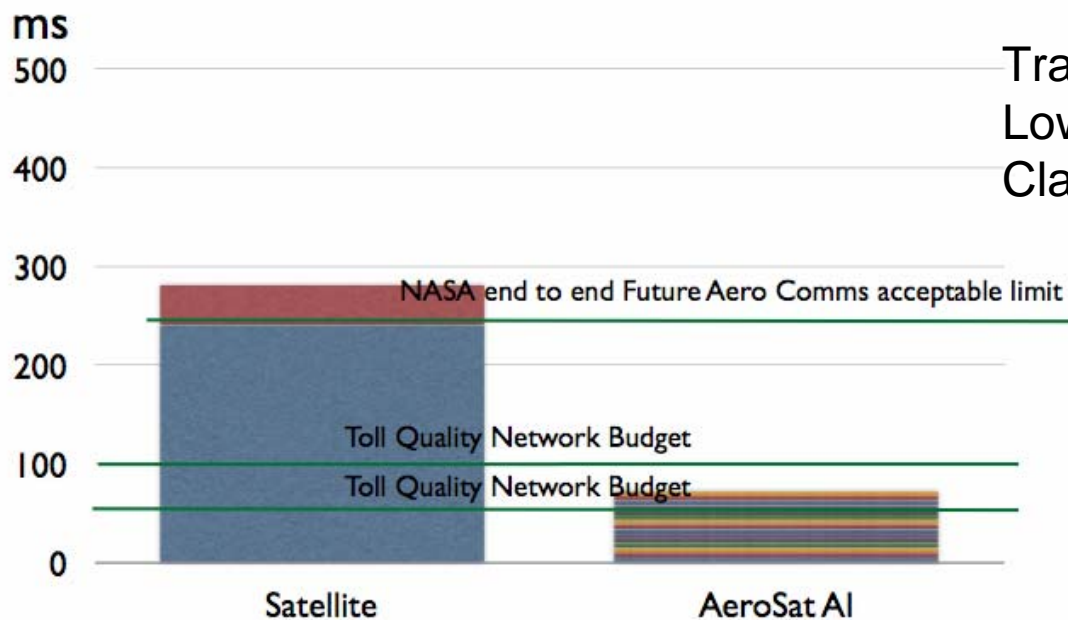 ms
500
400
300
200
100
0
NASA end to end Future Aero Comms acceptable limit
Toll Quality Network Budget
Toll Quality Network Budget
Satellite
AeroSat AI